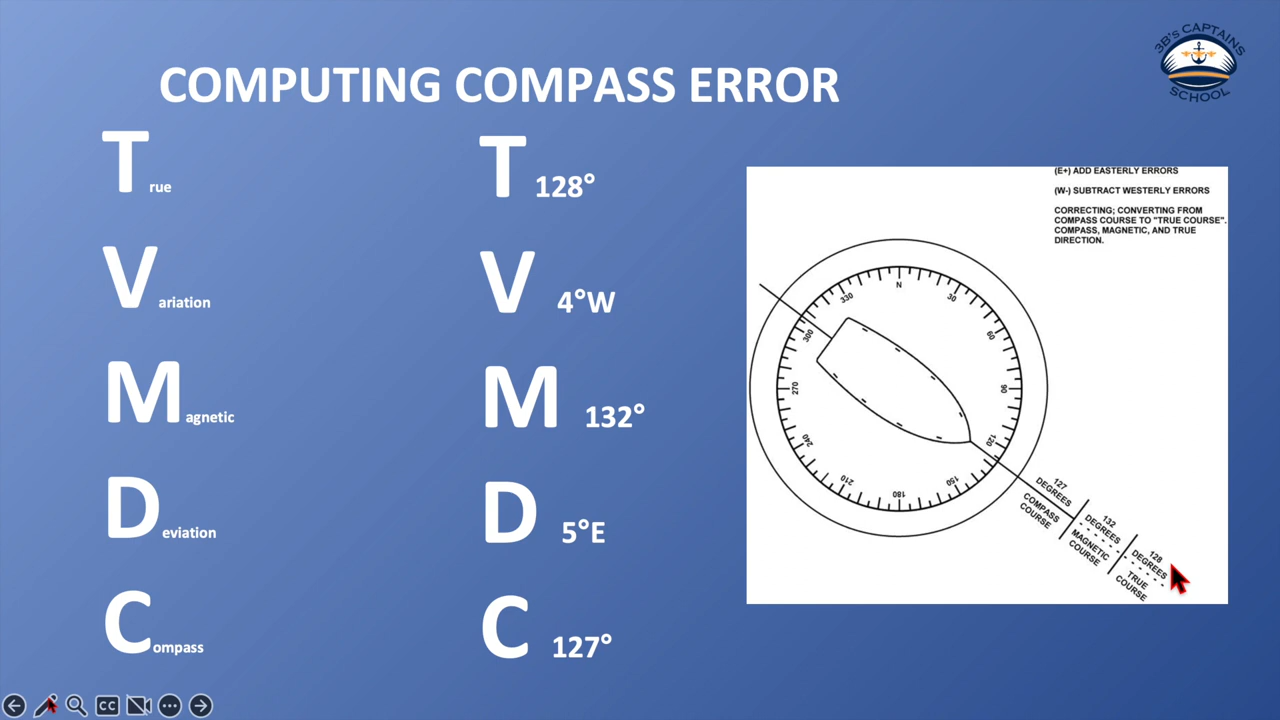 COMPUTING COMPASS ERROR
3B's CAPTAINS
SCHOOL
True
Variation
Magnetic
Deviation
Compass
T 128°
V 4°W
M 132°
D 5°E
C 127°
(E+) ADD EASTERLY ERRORS
(W-) SUBTRACT WESTERLY ERRORS
CORRECTING; CONVERTING FROM
COMPASS COURSE TO "TRUE COURSE".
COMPASS, MAGNETIC, AND TRUE
DIRECTION.
N
30
60
90
120
150
180
210
240
270
300
330
127
DEGREES
COMPASS
COURSE
132
DEGREES
MAGNETIC
COURSE
128
DEGREES
TRUE
COURSE
CC